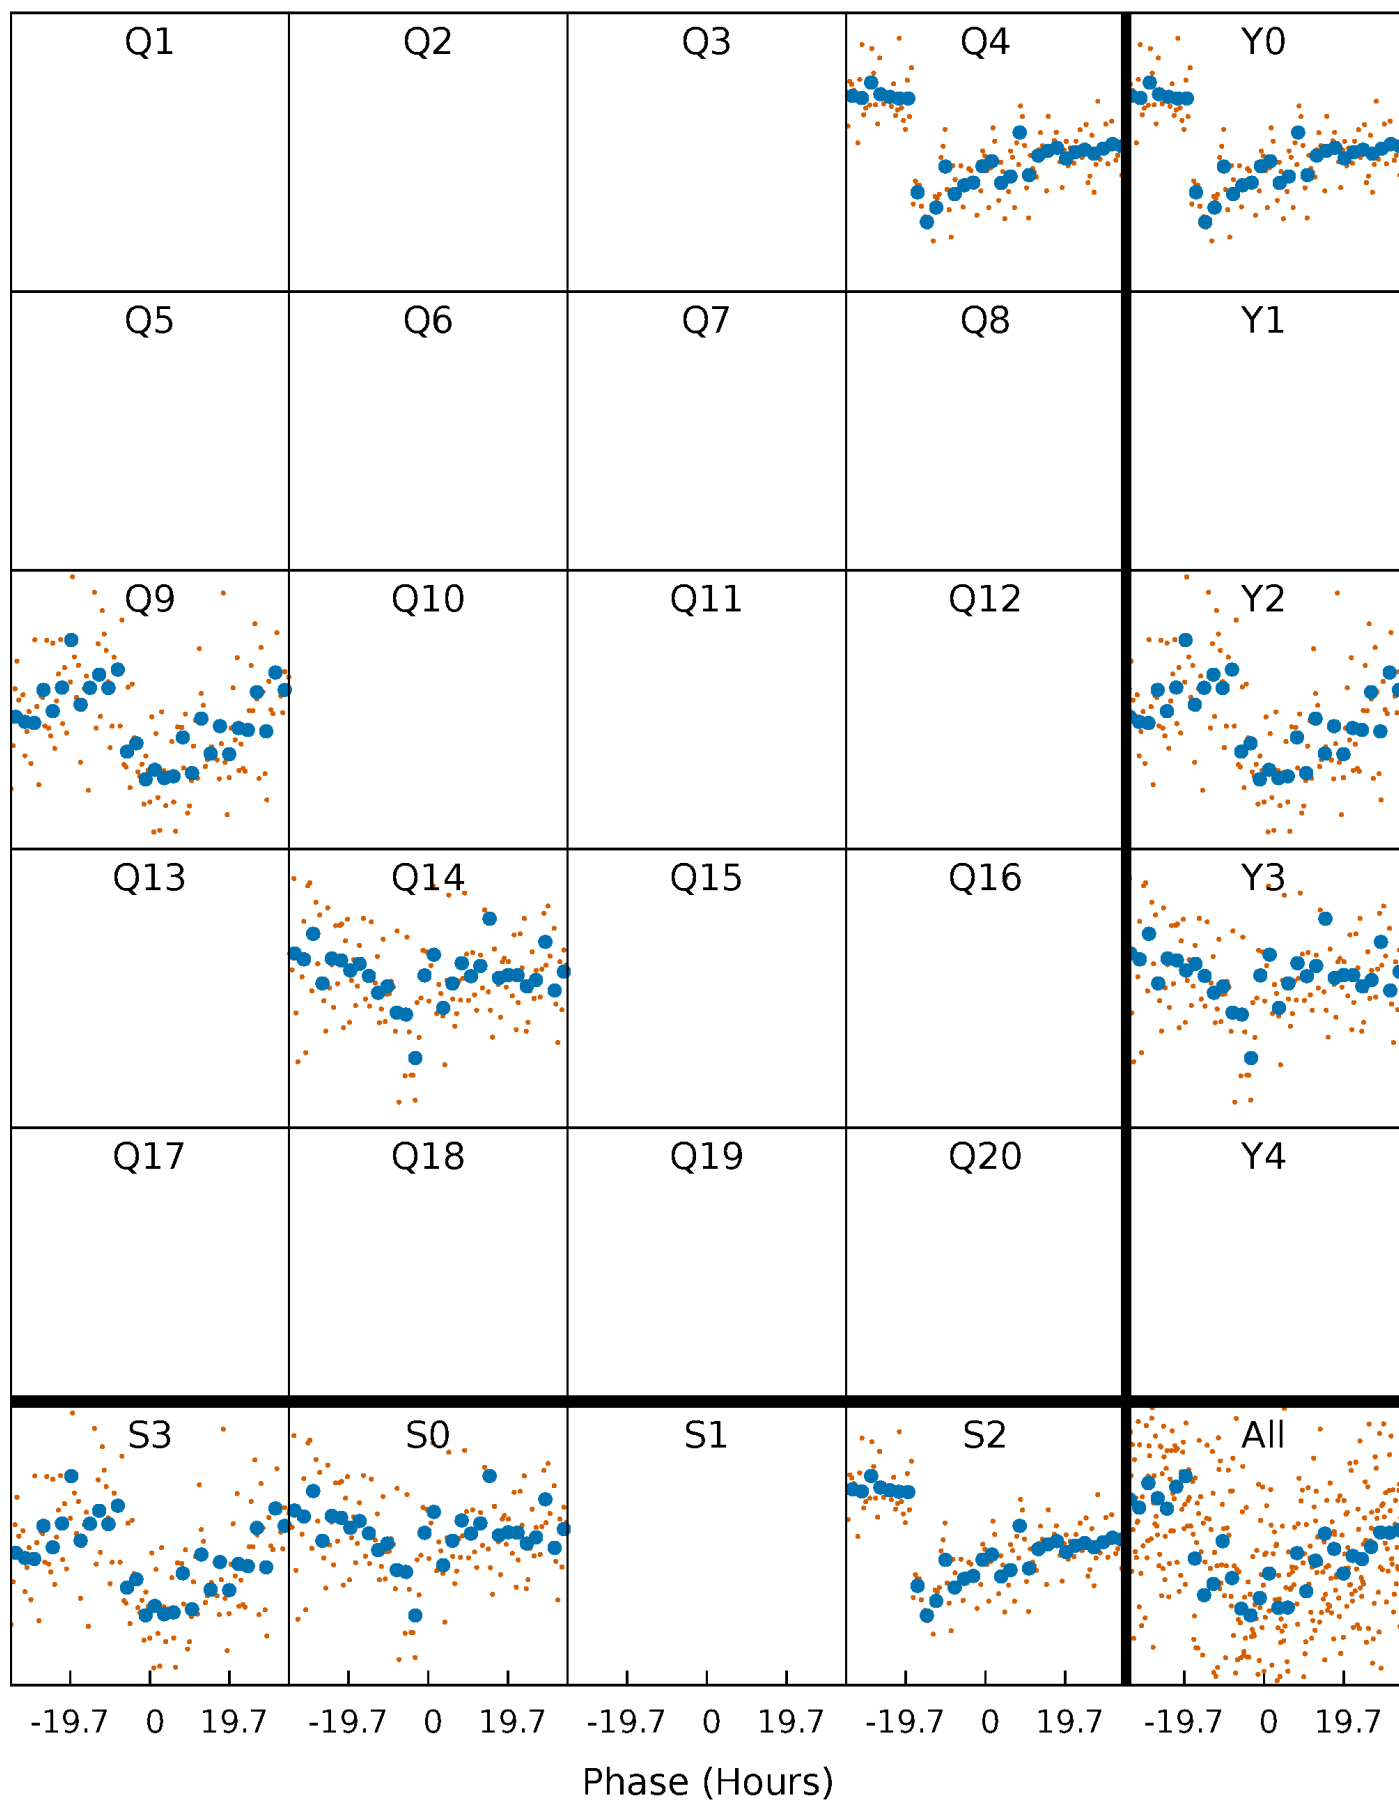 Q1 Q2 Q3 Q4 Y0
Q5 Q6 Q7 Q8 Y1
Q9 Q10 Q11 Q12 Y2
Q13 Q14 Q15 Q16 Y3
Q17 Q18 Q19 Q20 Y4
S3 S0 S1 S2 All
-19.7 0 19.7 -19.7 0 19.7 -19.7 0 19.7 -19.7 0 19.7 -19.7 0 19.7
Phase (Hours)